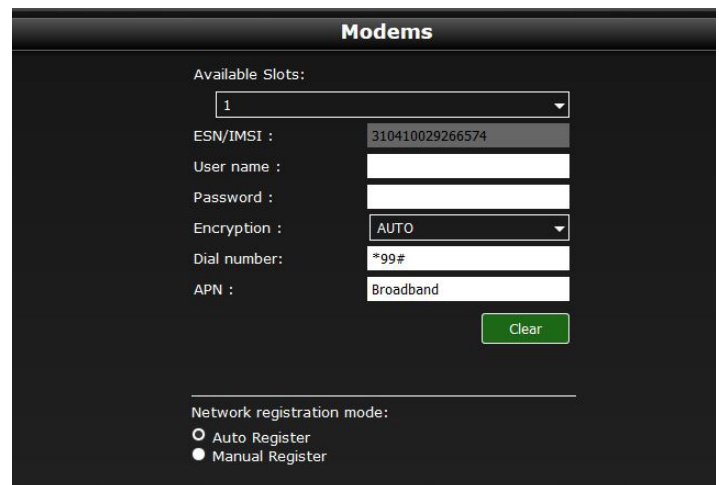 Modems
Available Slots:
1
ESN/IMSI : 310410029266574
User name :
Password :
Encryption : AUTO
Dial number: *99#
APN : Broadband
Clear
Network registration mode:
Auto Register
Manual Register